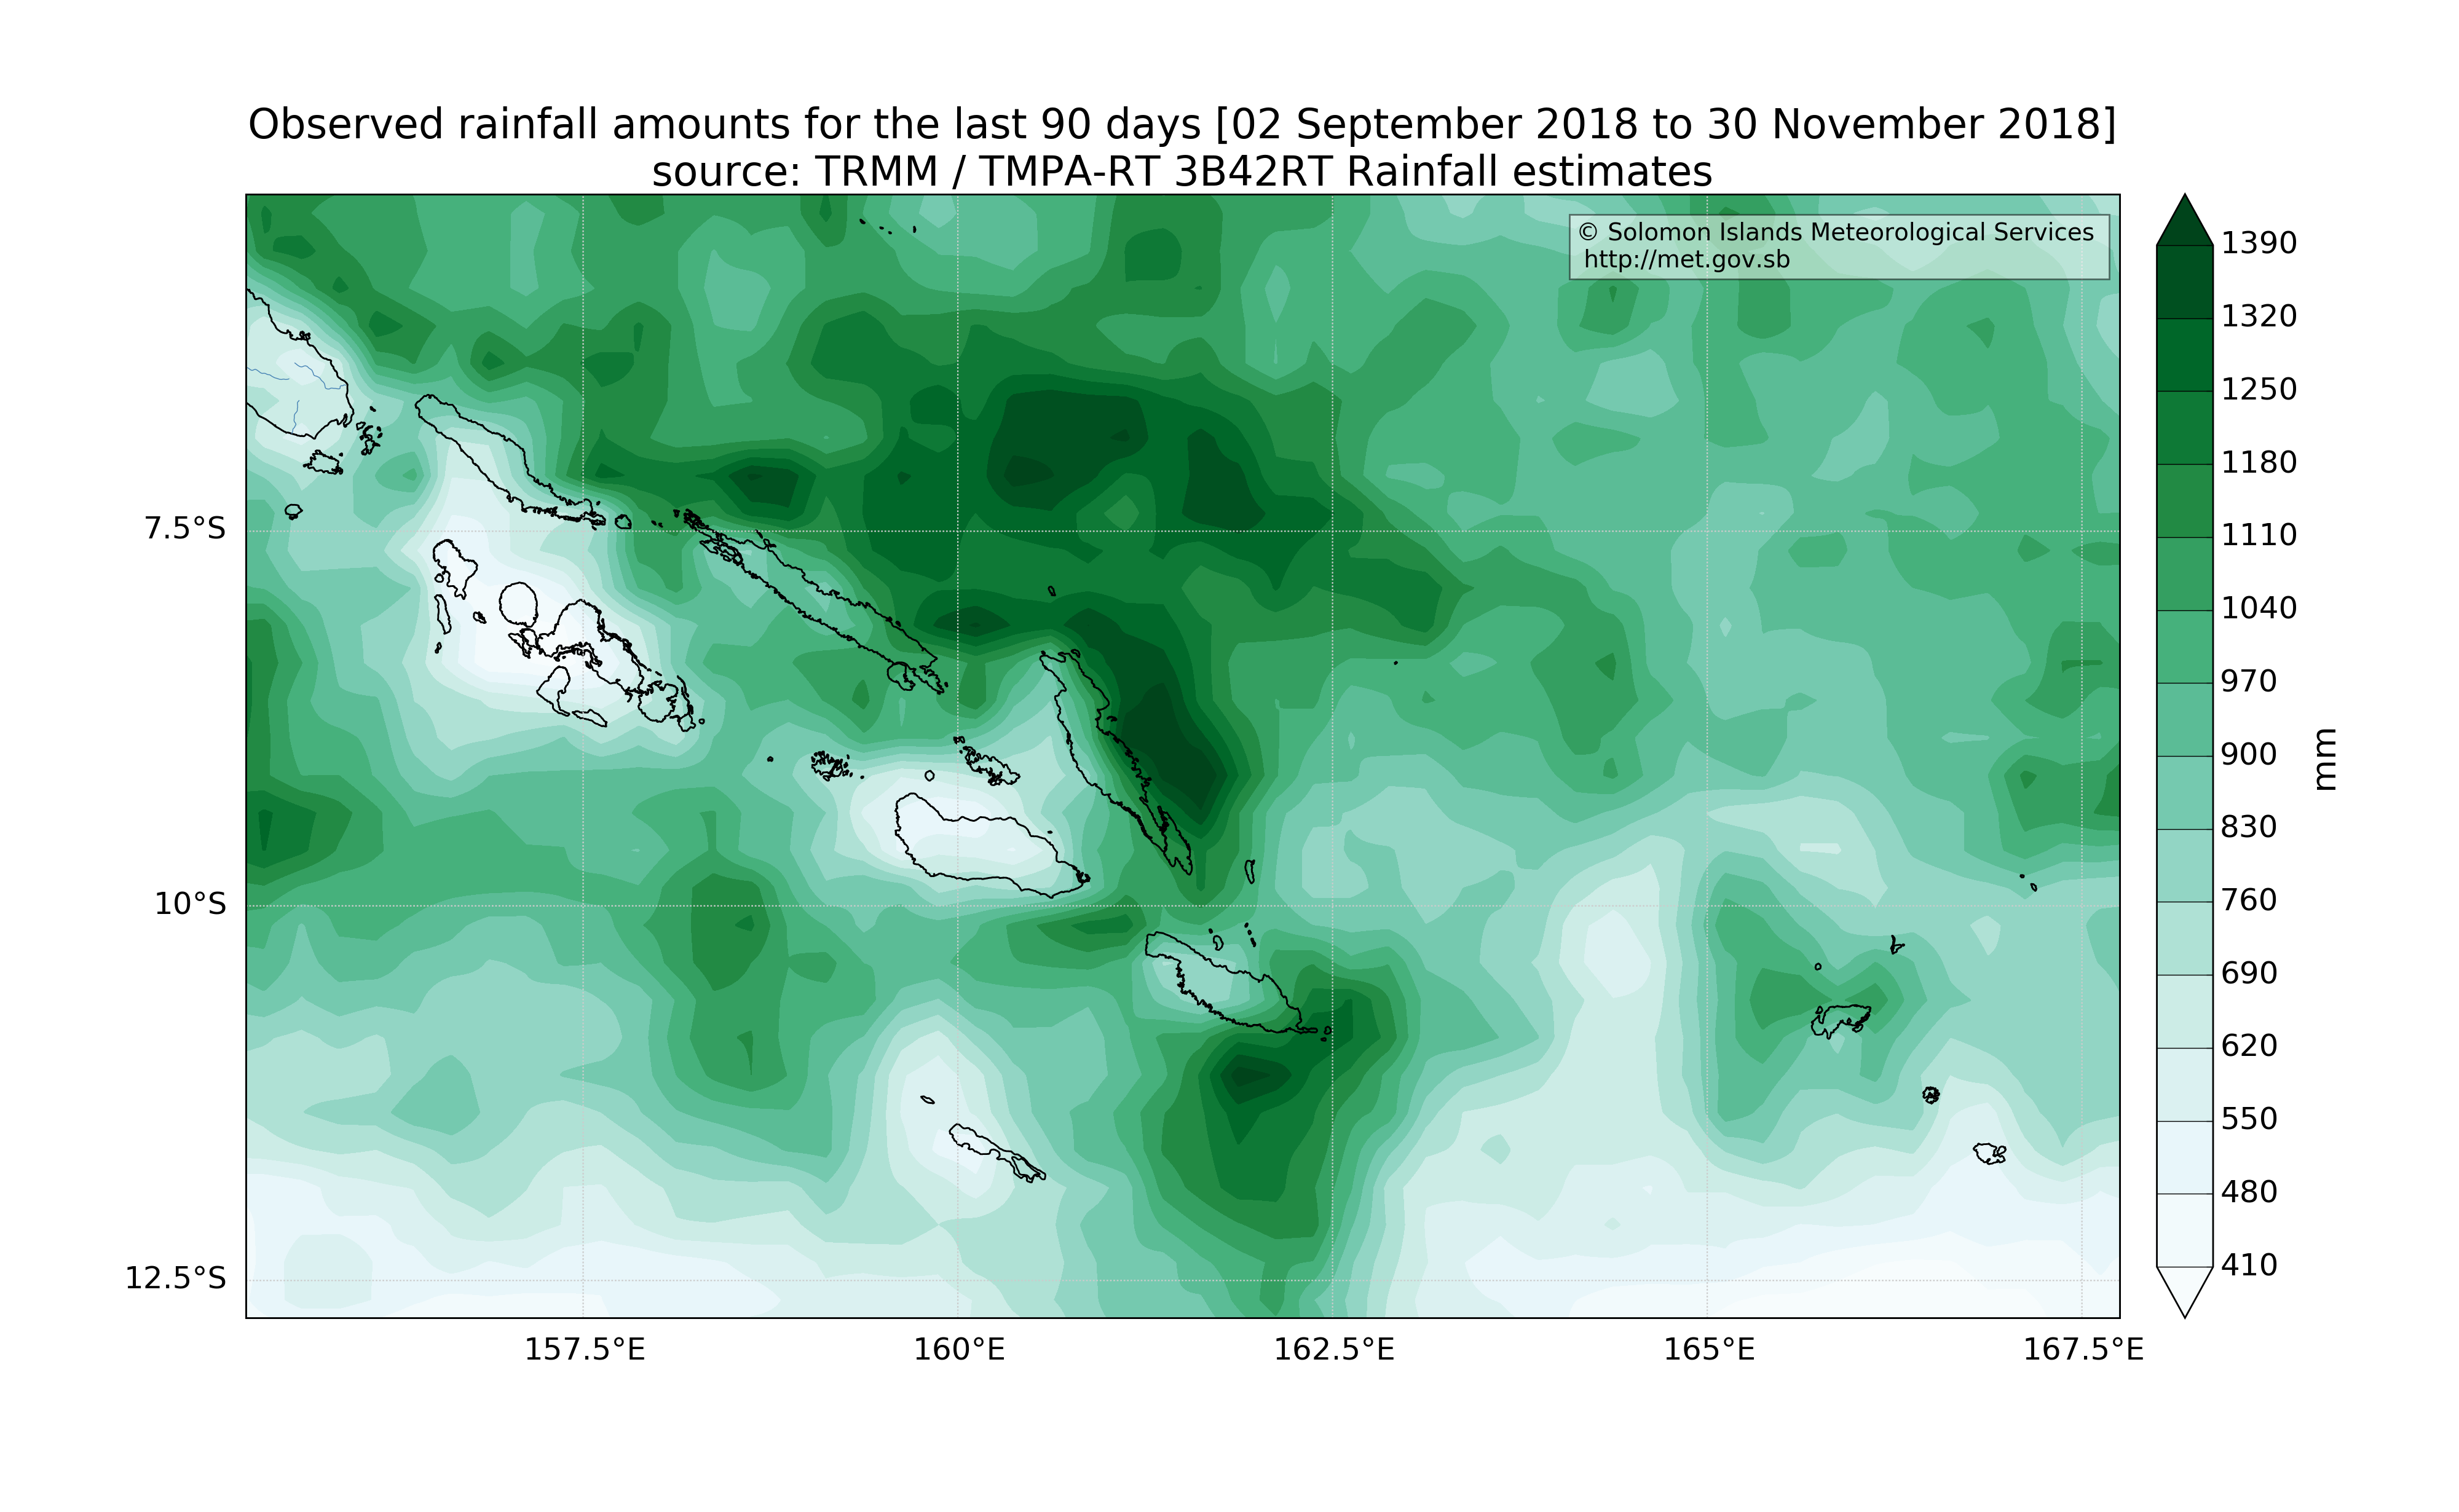 Observed rainfall amounts for the last 90 days [02 September 2018 to 30 November 2018]
source: TRMM / TMPA-RT 3B42RT Rainfall estimates
© Solomon Islands Meteorological Services
http://met.gov.sb
7.5°S
10°S
12.5°S
157.5°E
160°E
162.5°E
165°E
167.5°E
1390
1320
1250
1180
1110
1040
970
900
830
760
690
620
550
480
410
mm